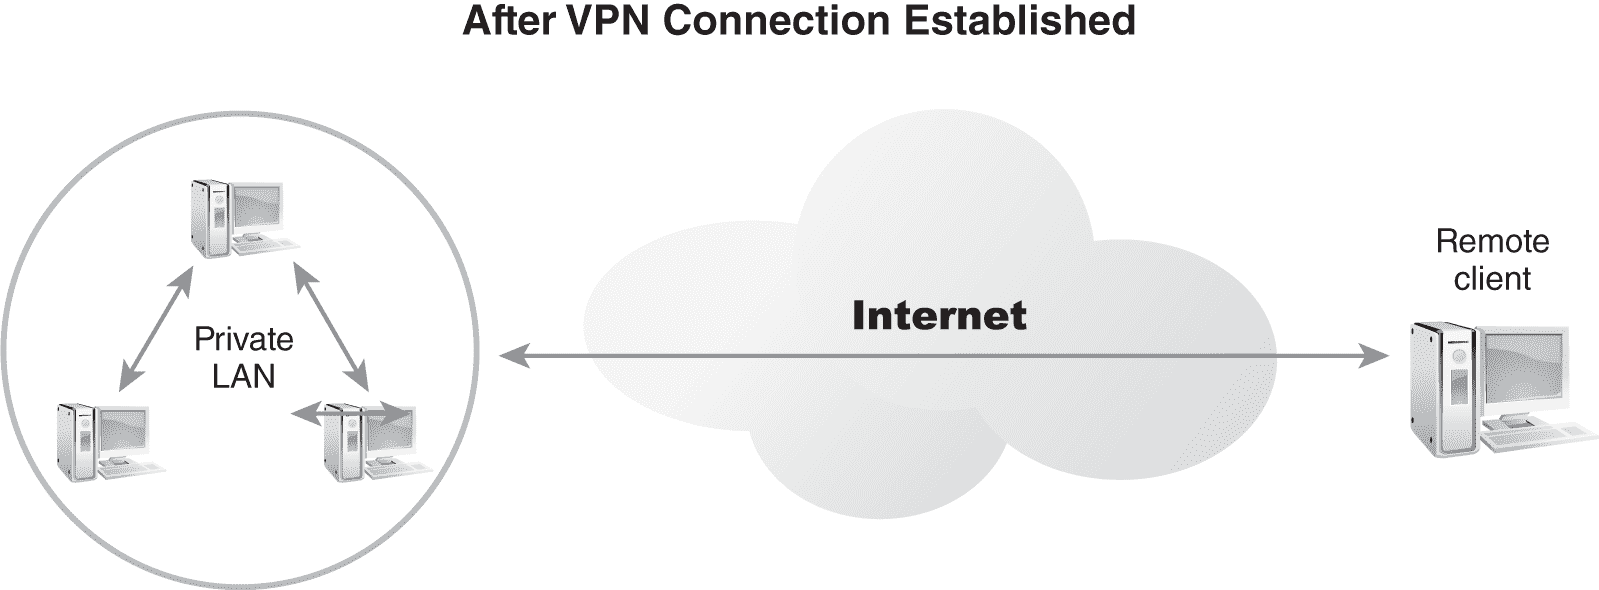 After VPN Connection Established
Remote
client
Internet
Private
LAN